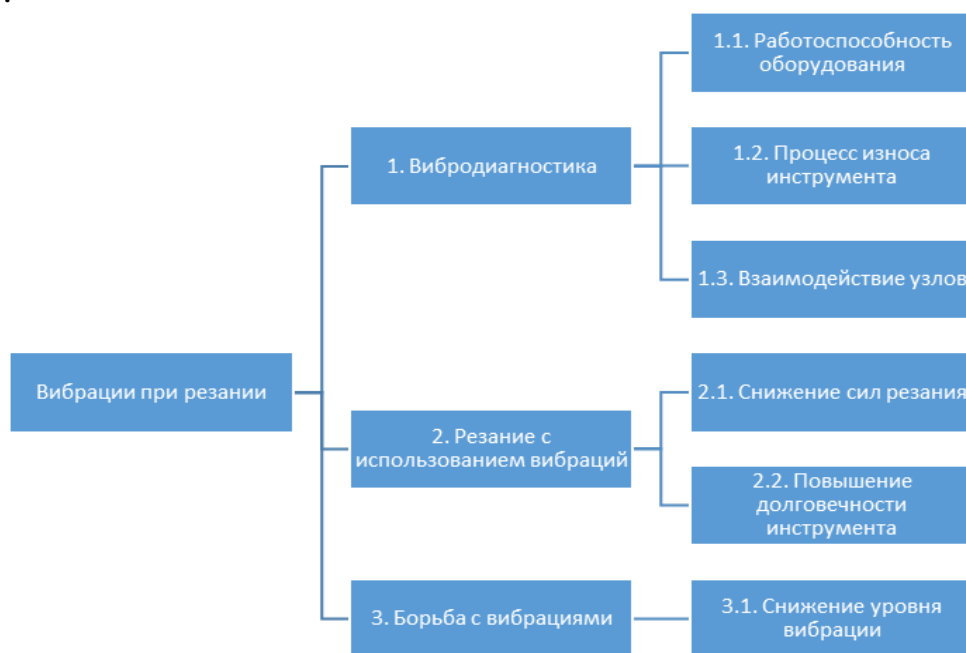 Вибрации при резании
1. Вибродиагностика
1.1. Работоспособность
оборудования
1.2. Процесс износа
инструмента
1.3. Взаимодействие узлов
2. Резание с
использованием вибраций
2.1. Снижение сил резания
2.2. Повышение
долговечности
инструмента
3. Борьба с вибрациями
3.1. Снижение уровня
вибрации